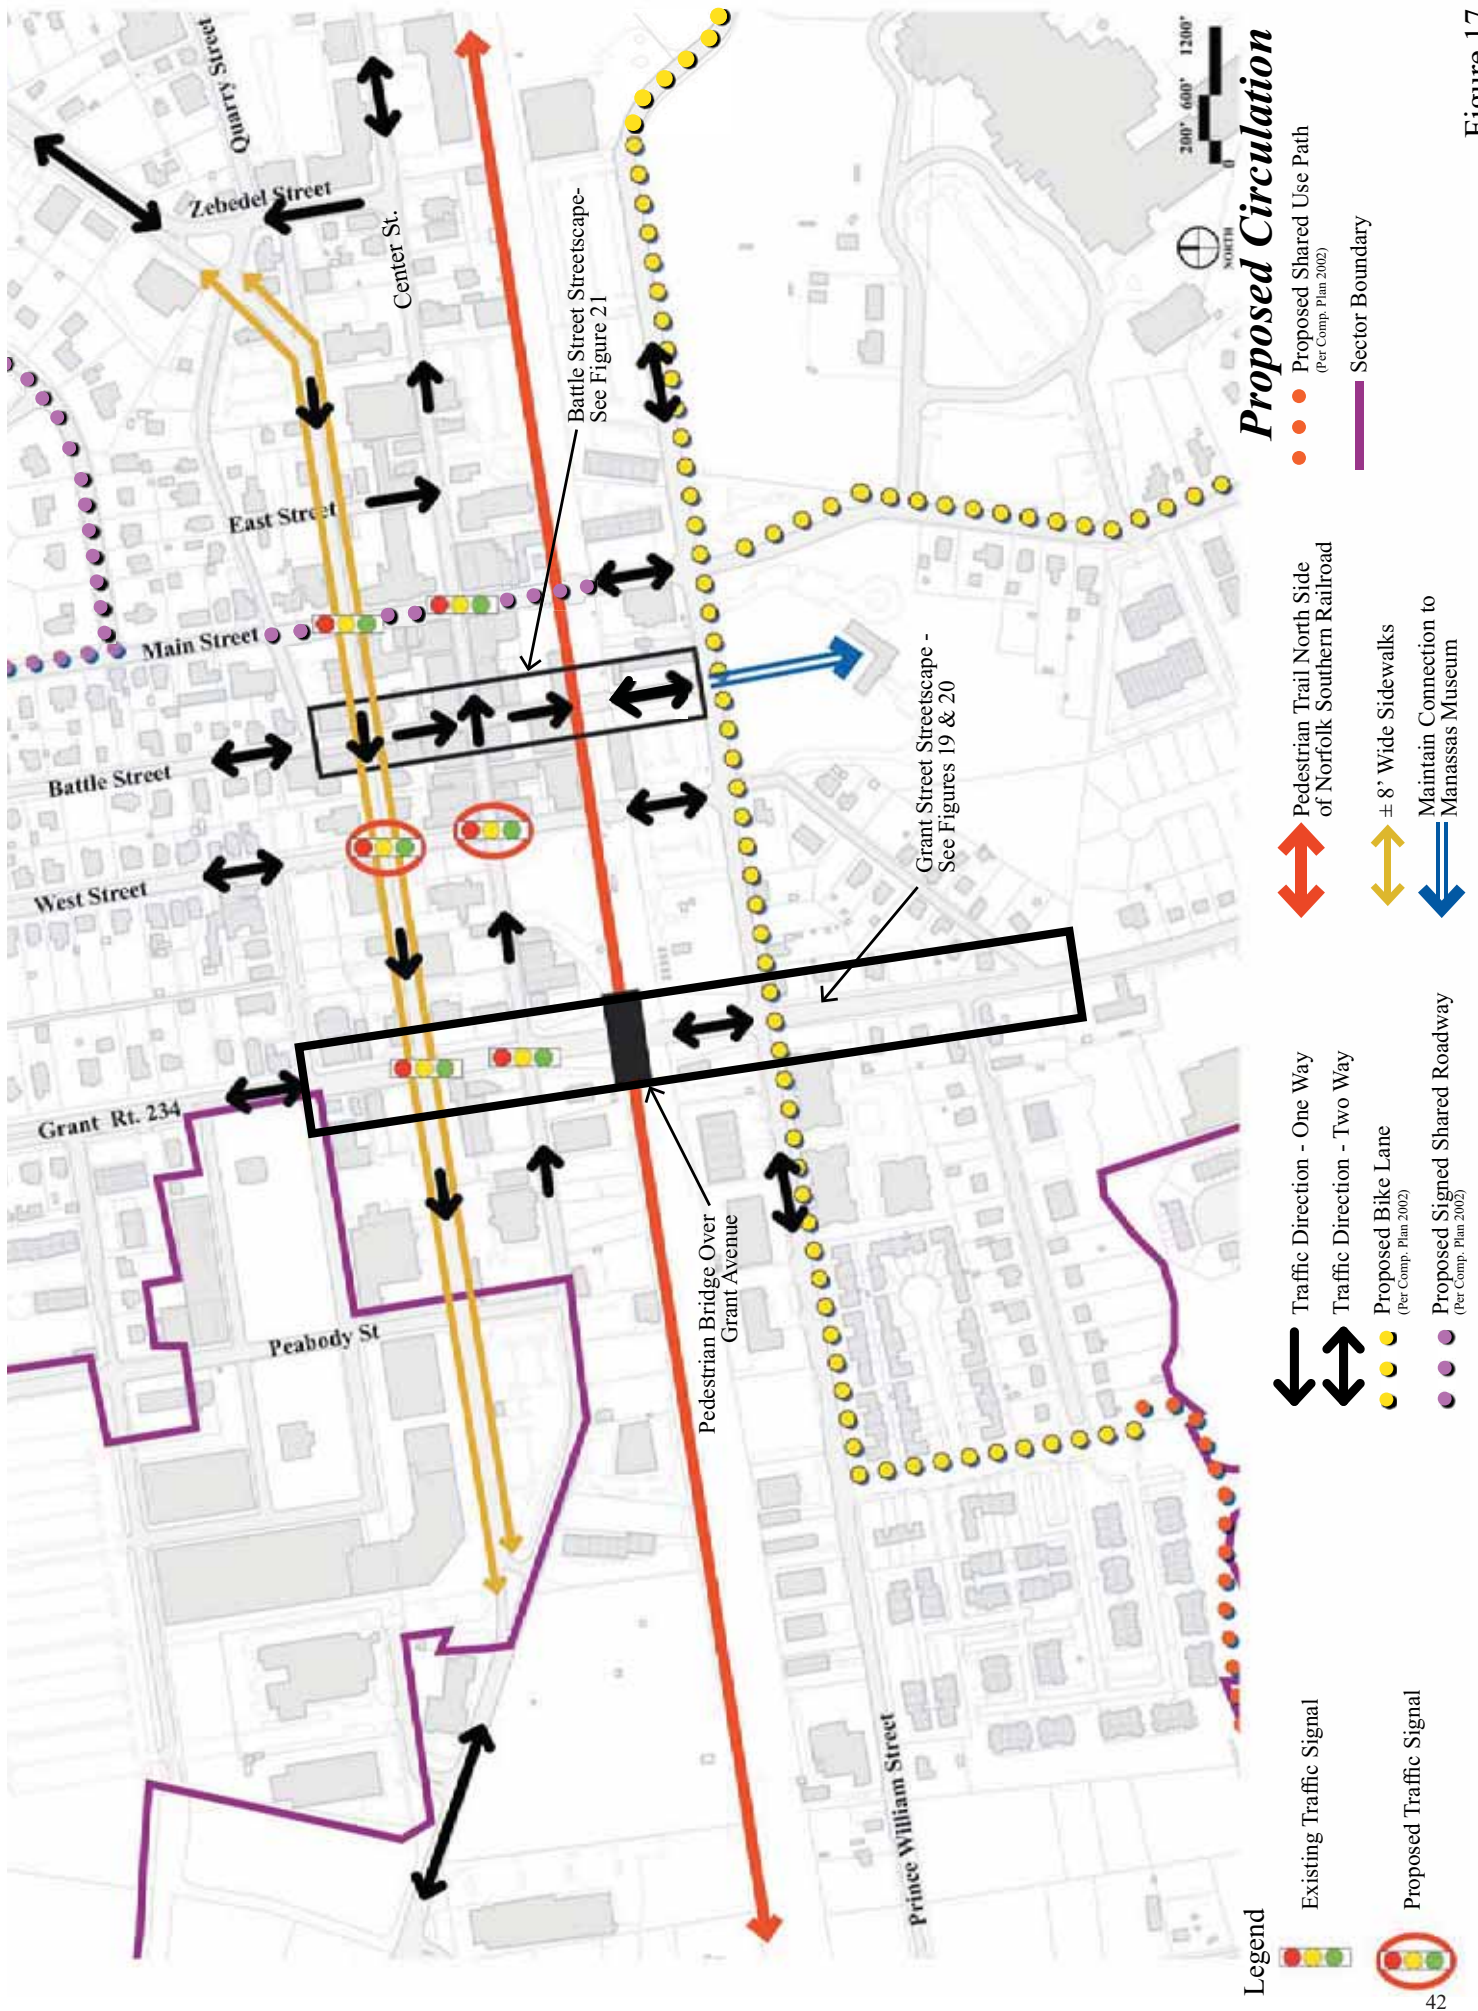 Quarry Street
Zebedel Street
Center St.
East Street
Main Street
Battle Street
West Street
Grant Rt. 234
Peabody St
Prince William Street
Battle Street Streetscape-
See Figure 21
Grant Street Streetscape -
See Figures 19 & 20
Pedestrian Bridge Over
Grant Avenue
NORTH
0 200' 600' 1200'
Proposed Circulation
Legend
Existing Traffic Signal
Proposed Traffic Signal
Traffic Direction - One Way
Traffic Direction - Two Way
Proposed Bike Lane
(Per Comp. Plan 2002)
Proposed Signed Shared Roadway
(Per Comp. Plan 2002)
Pedestrian Trail North Side
of Norfolk Southern Railroad
± 8’ Wide Sidewalks
Maintain Connection to
Manassas Museum
Proposed Shared Use Path
(Per Comp. Plan 2002)
Sector Boundary
Figure 17
42